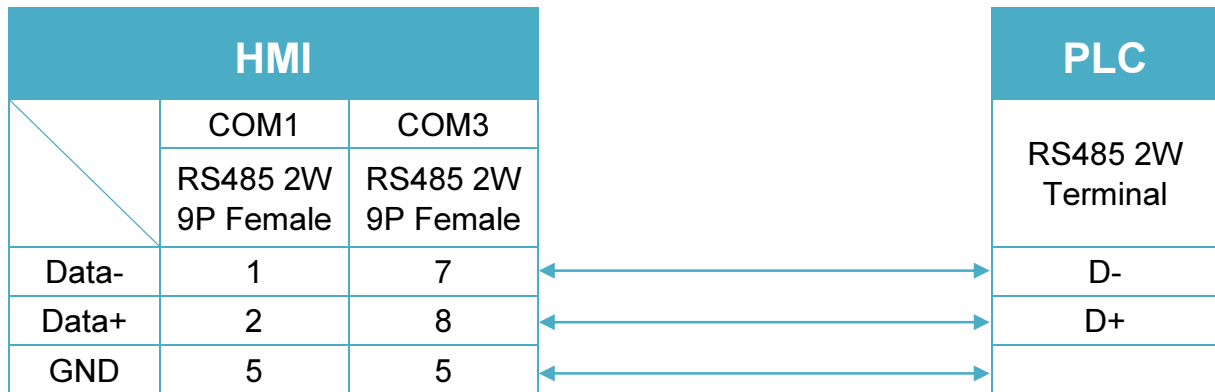 HMI PLC
COM1 COM3
RS485 2W
9P Female
RS485 2W
9P Female
RS485 2W
Terminal
Data- 1 7 D-
Data+ 2 8 D+
GND 5 5